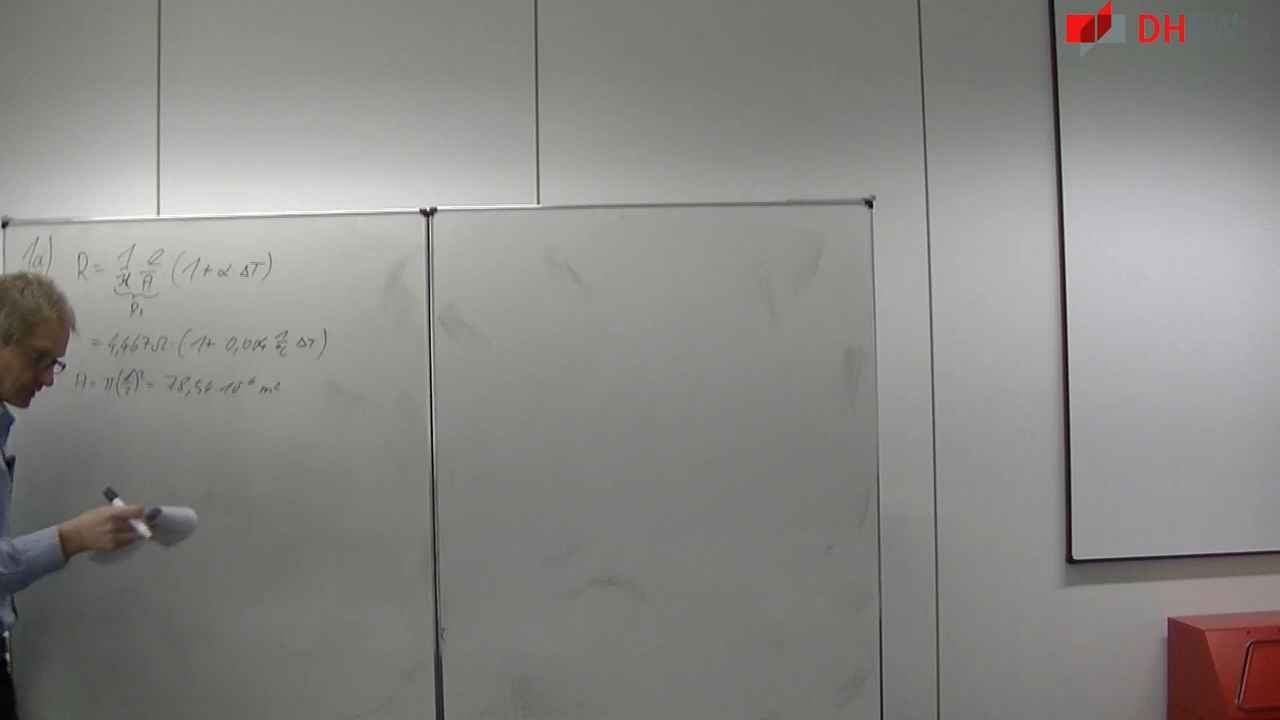 DHBW
1a) R = 1/ϰ ℓ/A (1 + α · ΔT)
R₁
= 4,467Ω · (1 + 0,004 1/°C ΔT)
A = π(d/2)² = 78,54 · 10⁻⁶ m²